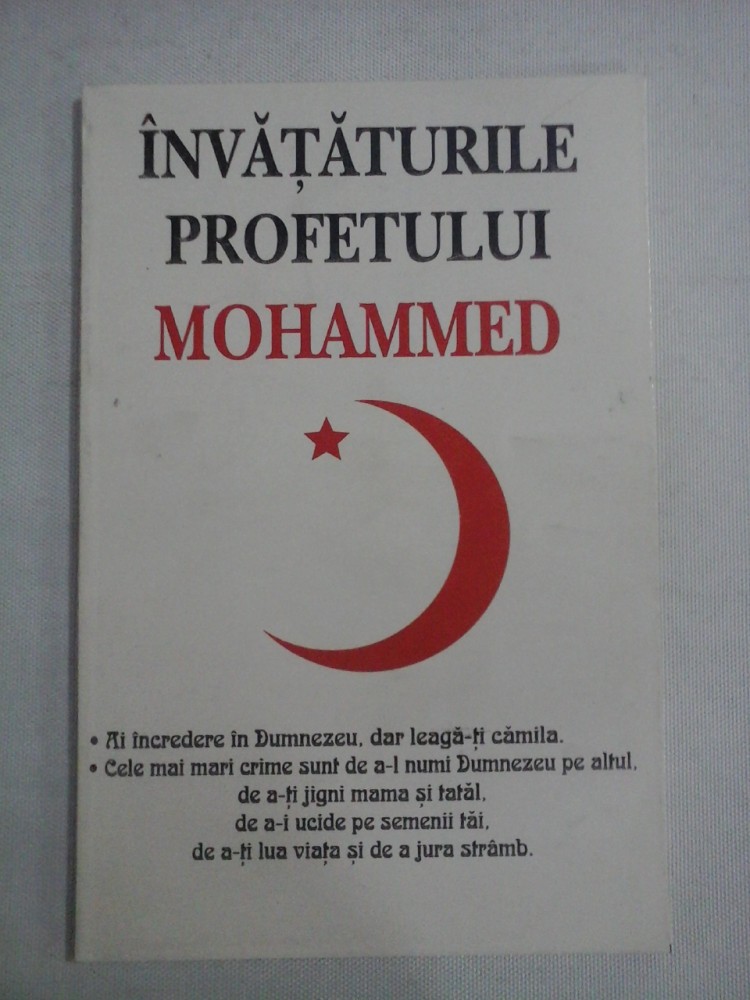 ÎNVĂȚĂTURILE
PROFETULUI
MOHAMMED
• Ai încredere în Dumnezeu, dar leagă-ți cămila.
• Cele mai mari crime sunt de a-l numi Dumnezeu pe altul,
de a-ți jigni mama și tatăl,
de a-i ucide pe semenii tăi,
de a-ți lua viața și de a jura strâmb.